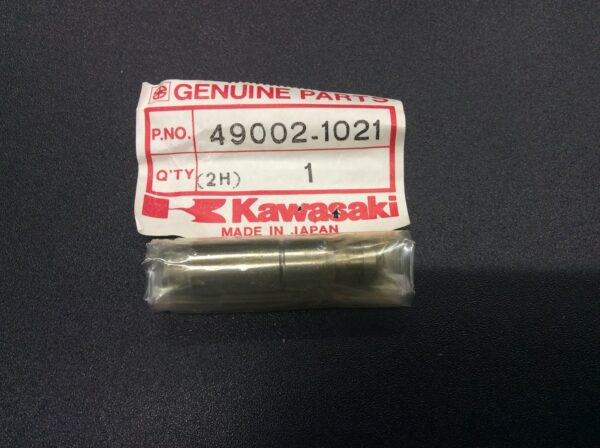 GENUINE PARTS
P.NO. 49002-1021
Q'TY (2H) 1
Kawasaki
MADE IN JAPAN